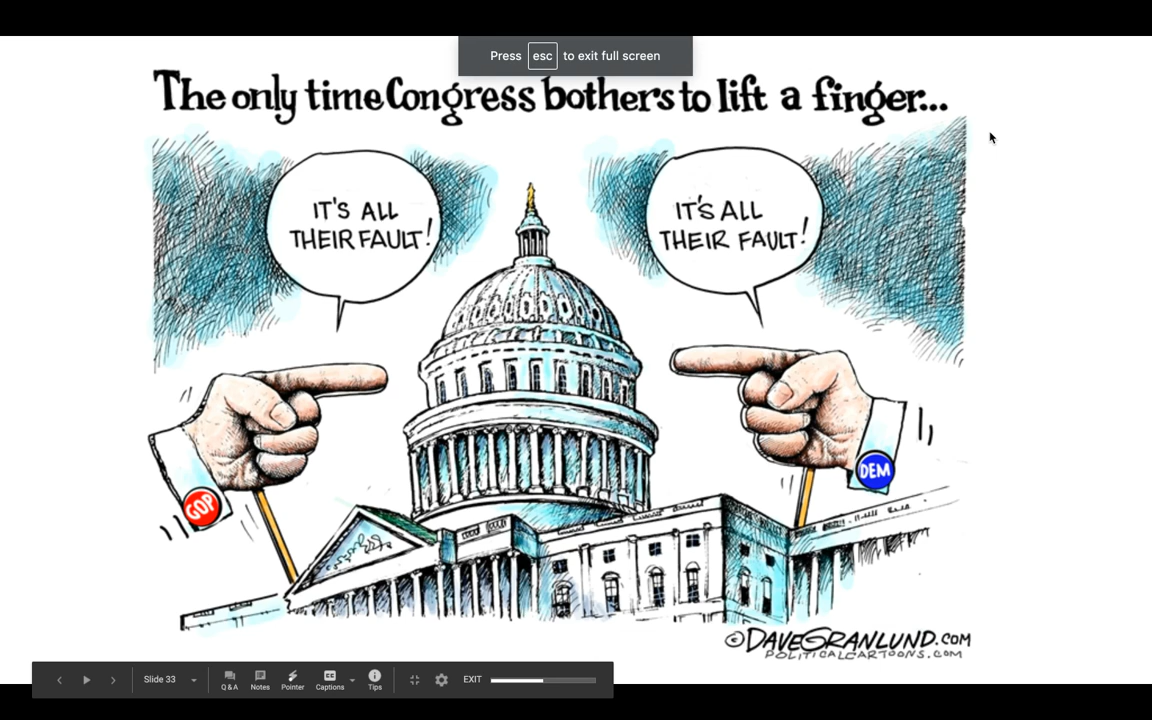 Press esc to exit full screen
The only time Congress bothers to lift a finger...
IT'S ALL
THEIR FAULT!
IT'S ALL
THEIR FAULT!
GOP
DEM
©DAVEGRANLUND.COM
POLITICALCARTOONS.COM
Slide 33
Q&A
Notes
Pointer
CC
Captions
Tips
EXIT